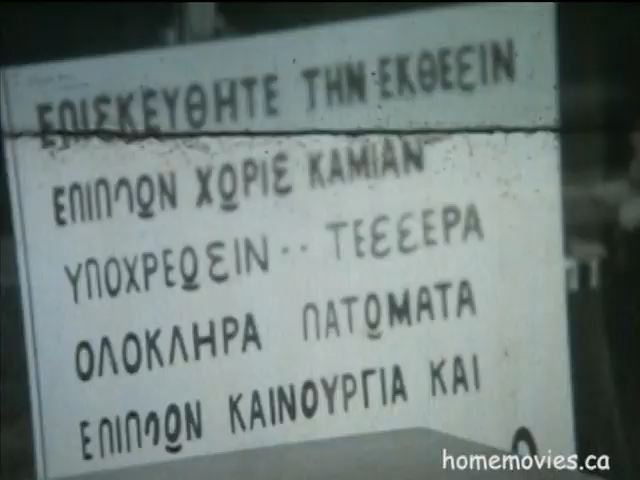 ΕΠΙΣΚΕΥΘΗΤΕ ΤΗΝ ΕΚΘΕΣΙΝ
ΕΠΙΠΛΩΝ ΧΩΡΙΣ ΚΑΜΙΑΝ
ΥΠΟΧΡΕΩΣΙΝ·· ΤΕΣΣΕΡΑ
ΟΛΟΚΛΗΡΑ ΠΑΤΩΜΑΤΑ
ΕΠΙΠΛΩΝ ΚΑΙΝΟΥΡΓΙΑ ΚΑΙ
homemovies.ca